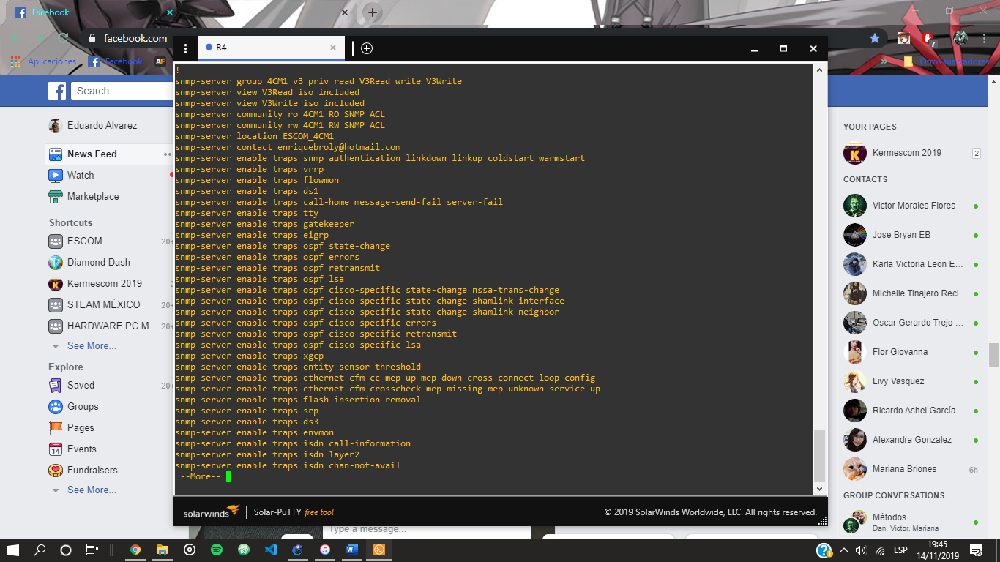 Facebook
facebook.com
7
Aplicaciones
Facebook
AF
»
Otros marcadores
R4
!
snmp-server group 4CM1 v3 priv read V3Read write V3Write
snmp-server view V3Read iso included
snmp-server view V3Write iso included
snmp-server community ro_4CM1 RO SNMP_ACL
snmp-server community rw_4CM1 RW SNMP_ACL
snmp-server location ESCOM_4CM1
snmp-server contact enriquebroly@hotmail.com
snmp-server enable traps snmp authentication linkdown linkup coldstart warmstart
snmp-server enable traps vrrp
snmp-server enable traps flowmon
snmp-server enable traps ds1
snmp-server enable traps call-home message-send-fail server-fail
snmp-server enable traps tty
snmp-server enable traps gatekeeper
snmp-server enable traps eigrp
snmp-server enable traps ospf state-change
snmp-server enable traps ospf errors
snmp-server enable traps ospf retransmit
snmp-server enable traps ospf lsa
snmp-server enable traps ospf cisco-specific state-change nssa-trans-change
snmp-server enable traps ospf cisco-specific state-change shamlink interface
snmp-server enable traps ospf cisco-specific state-change shamlink neighbor
snmp-server enable traps ospf cisco-specific errors
snmp-server enable traps ospf cisco-specific retransmit
snmp-server enable traps ospf cisco-specific lsa
snmp-server enable traps xgcp
snmp-server enable traps entity-sensor threshold
snmp-server enable traps ethernet cfm cc mep-up mep-down cross-connect loop config
snmp-server enable traps ethernet cfm crosscheck mep-missing mep-unknown service-up
snmp-server enable traps flash insertion removal
snmp-server enable traps srp
snmp-server enable traps ds3
snmp-server enable traps envmon
snmp-server enable traps isdn call-information
snmp-server enable traps isdn layer2
snmp-server enable traps isdn chan-not-avail
--More--
solarwinds
Solar-PuTTY free tool
© 2019 SolarWinds Worldwide, LLC. All rights reserved.
Search
Eduardo Alvarez
News Feed
Watch
Marketplace
Shortcuts
ESCOM 20+
Diamond Dash
Kermescom 2019 2
STEAM MÉXICO 20+
HARDWARE PC M... 20+
See More...
Explore
Saved
Groups
Pages
14 Events
Fundraisers
See More...
Type a message...
YOUR PAGES
Kermescom 2019 2
CONTACTS
Victor Morales Flores
Jose Bryan EB
Karla Victoria Leon E...
Michelle Tinajero Reci...
Oscar Gerardo Trejo ...
Flor Giovanna
Livy Vasquez
Ricardo Ashel García ...
Alexandra Gonzalez
Mariana Briones 6h
GROUP CONVERSATIONS
Métodos
Dan, Victor, Mariana
ESP
19:45
14/11/2019